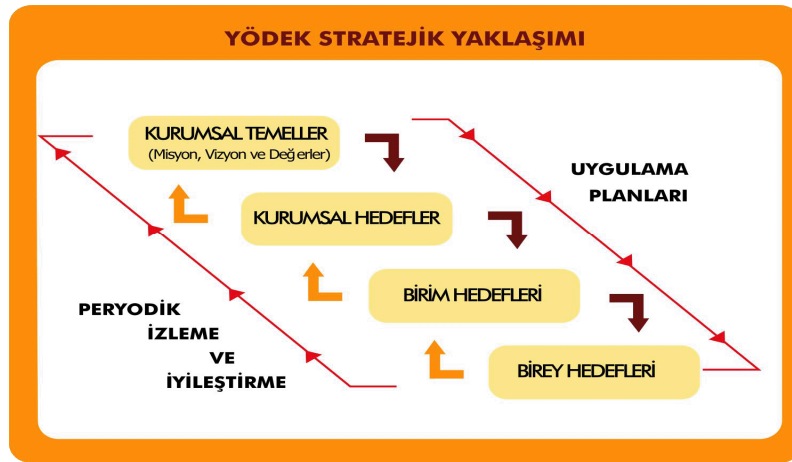 YÖDEK STRATEJİK YAKLAŞIMI
KURUMSAL TEMELLER
(Misyon, Vizyon ve Değerler)
UYGULAMA
PLANLARI
KURUMSAL HEDEFLER
BİRİM HEDEFLERİ
PERYODİK
İZLEME
VE
İYİLEŞTİRME
BİREY HEDEFLERİ